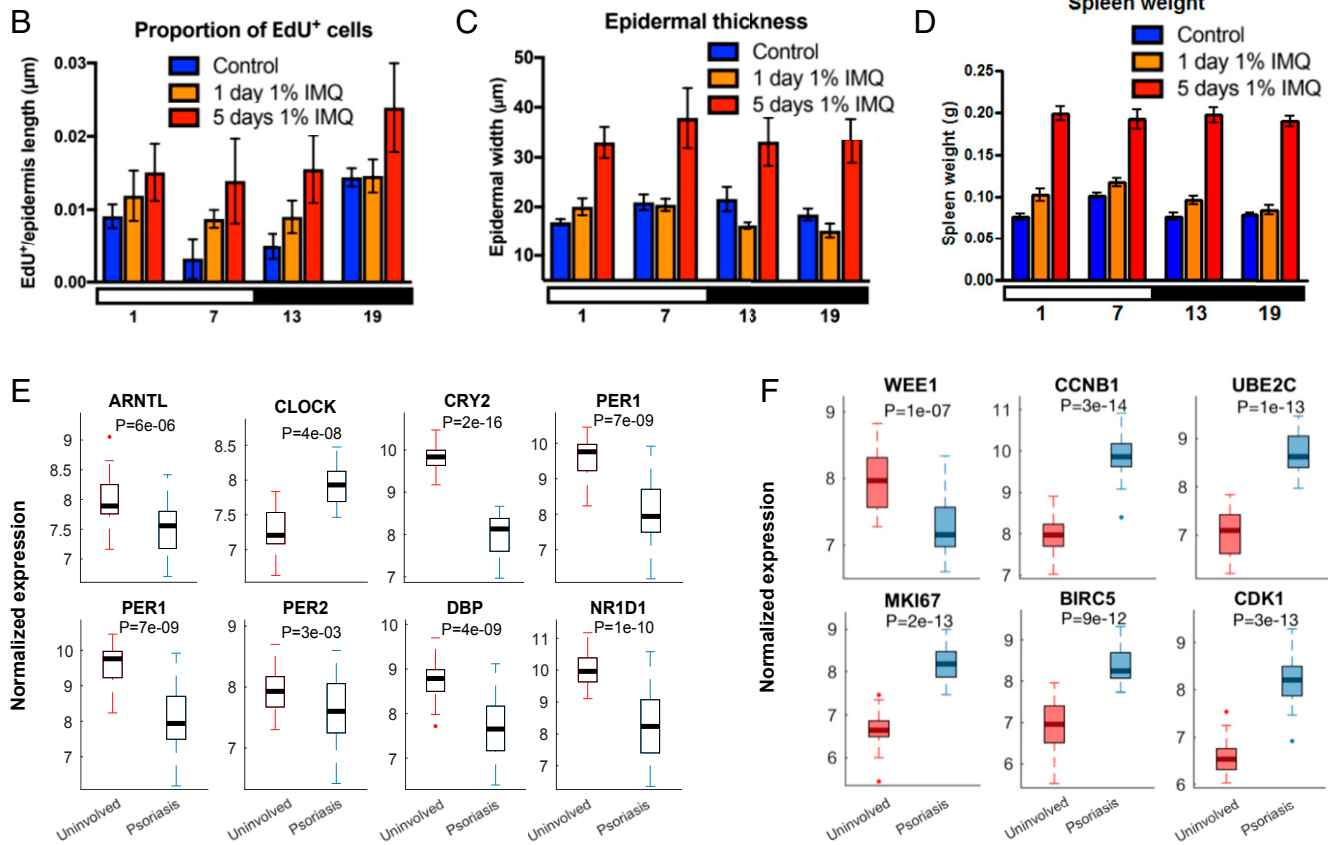 B
Proportion of EdU⁺ cells
Control
1 day 1% IMQ
5 days 1% IMQ
EdU⁺/epidermis length (µm)
0.03
0.02
0.01
0.00
1 7 13 19
C
Epidermal thickness
Control
1 day 1% IMQ
5 days 1% IMQ
Epidermal width (µm)
50
40
30
20
10
1 7 13 19
D
Spleen weight
Control
1 day 1% IMQ
5 days 1% IMQ
Spleen weight (g)
0.25
0.20
0.15
0.10
0.05
0.00
1 7 13 19
E
Normalized expression
ARNTL
P=6e-06
9
8.5
8
7.5
7
CLOCK
P=4e-08
8.5
8
7.5
7
CRY2
P=2e-16
10
9
8
7
PER1
P=7e-09
10
9
8
7
PER1
P=7e-09
10
9
8
7
Uninvolved Psoriasis
PER2
P=3e-03
9
8
7
Uninvolved Psoriasis
DBP
P=4e-09
9
8
7
Uninvolved Psoriasis
NR1D1
P=1e-10
11
10
9
8
7
Uninvolved Psoriasis
F
Normalized expression
WEE1
P=1e-07
9
8
7
CCNB1
P=3e-14
11
10
9
8
7
UBE2C
P=1e-13
9
8
7
MKI67
P=2e-13
9
8
7
6
Uninvolved Psoriasis
BIRC5
P=9e-12
9
8
7
6
Uninvolved Psoriasis
CDK1
P=3e-13
9
8
7
6
Uninvolved Psoriasis